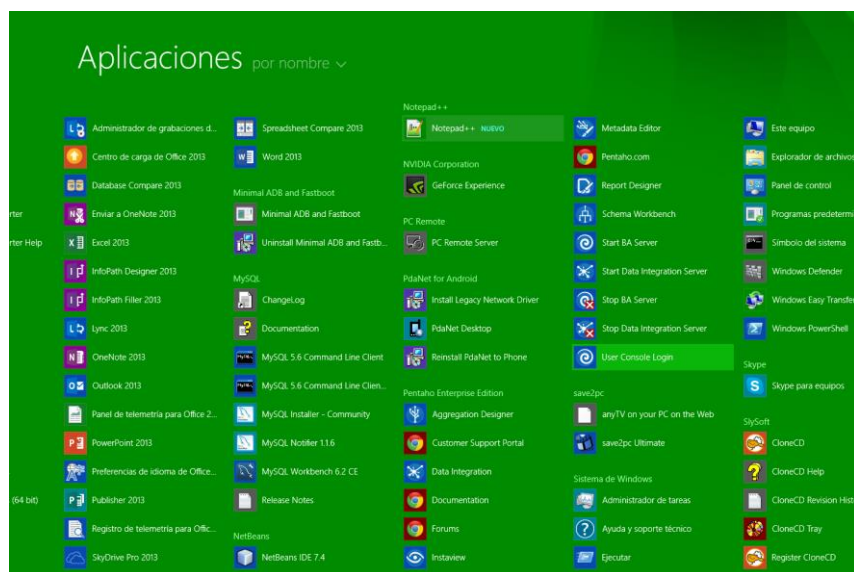 Aplicaciones por nombre
Administrador de grabaciones d...
Centro de carga de Office 2013
Database Compare 2013
rter
Enviar a OneNote 2013
rter Help
Excel 2013
InfoPath Designer 2013
InfoPath Filler 2013
Lync 2013
OneNote 2013
Outlook 2013
Panel de telemetría para Office 2...
PowerPoint 2013
Preferencias de idioma de Office...
(64 bit)
Publisher 2013
Registro de telemetría para Offic...
SkyDrive Pro 2013
Spreadsheet Compare 2013
Word 2013
Minimal ADB and Fastboot
Minimal ADB and Fastboot
Uninstall Minimal ADB and Fastb...
MySQL
ChangeLog
Documentation
MySQL 5.6 Command Line Client
MySQL 5.6 Command Line Clien...
MySQL Installer - Community
MySQL Notifier 1.1.6
MySQL Workbench 6.2 CE
Release Notes
NetBeans
NetBeans IDE 7.4
Notepad++
Notepad++ NUEVO
NVIDIA Corporation
GeForce Experience
PC Remote
PC Remote Server
PdaNet for Android
Install Legacy Network Driver
PdaNet Desktop
Reinstall PdaNet to Phone
Pentaho Enterprise Edition
Aggregation Designer
Customer Support Portal
Data Integration
Documentation
Forums
Instaview
Metadata Editor
Pentaho.com
Report Designer
Schema Workbench
Start BA Server
Start Data Integration Server
Stop BA Server
Stop Data Integration Server
User Console Login
save2pc
anyTV on your PC on the Web
save2pc Ultimate
Sistema de Windows
Administrador de tareas
Ayuda y soporte técnico
Ejecutar
Este equipo
Explorador de archivos
Panel de control
Programas predetermi
Símbolo del sistema
Windows Defender
Windows Easy Transfe
Windows PowerShell
Skype
Skype para equipos
SlySoft
CloneCD
CloneCD Help
CloneCD Revision Hist
CloneCD Tray
Register CloneCD